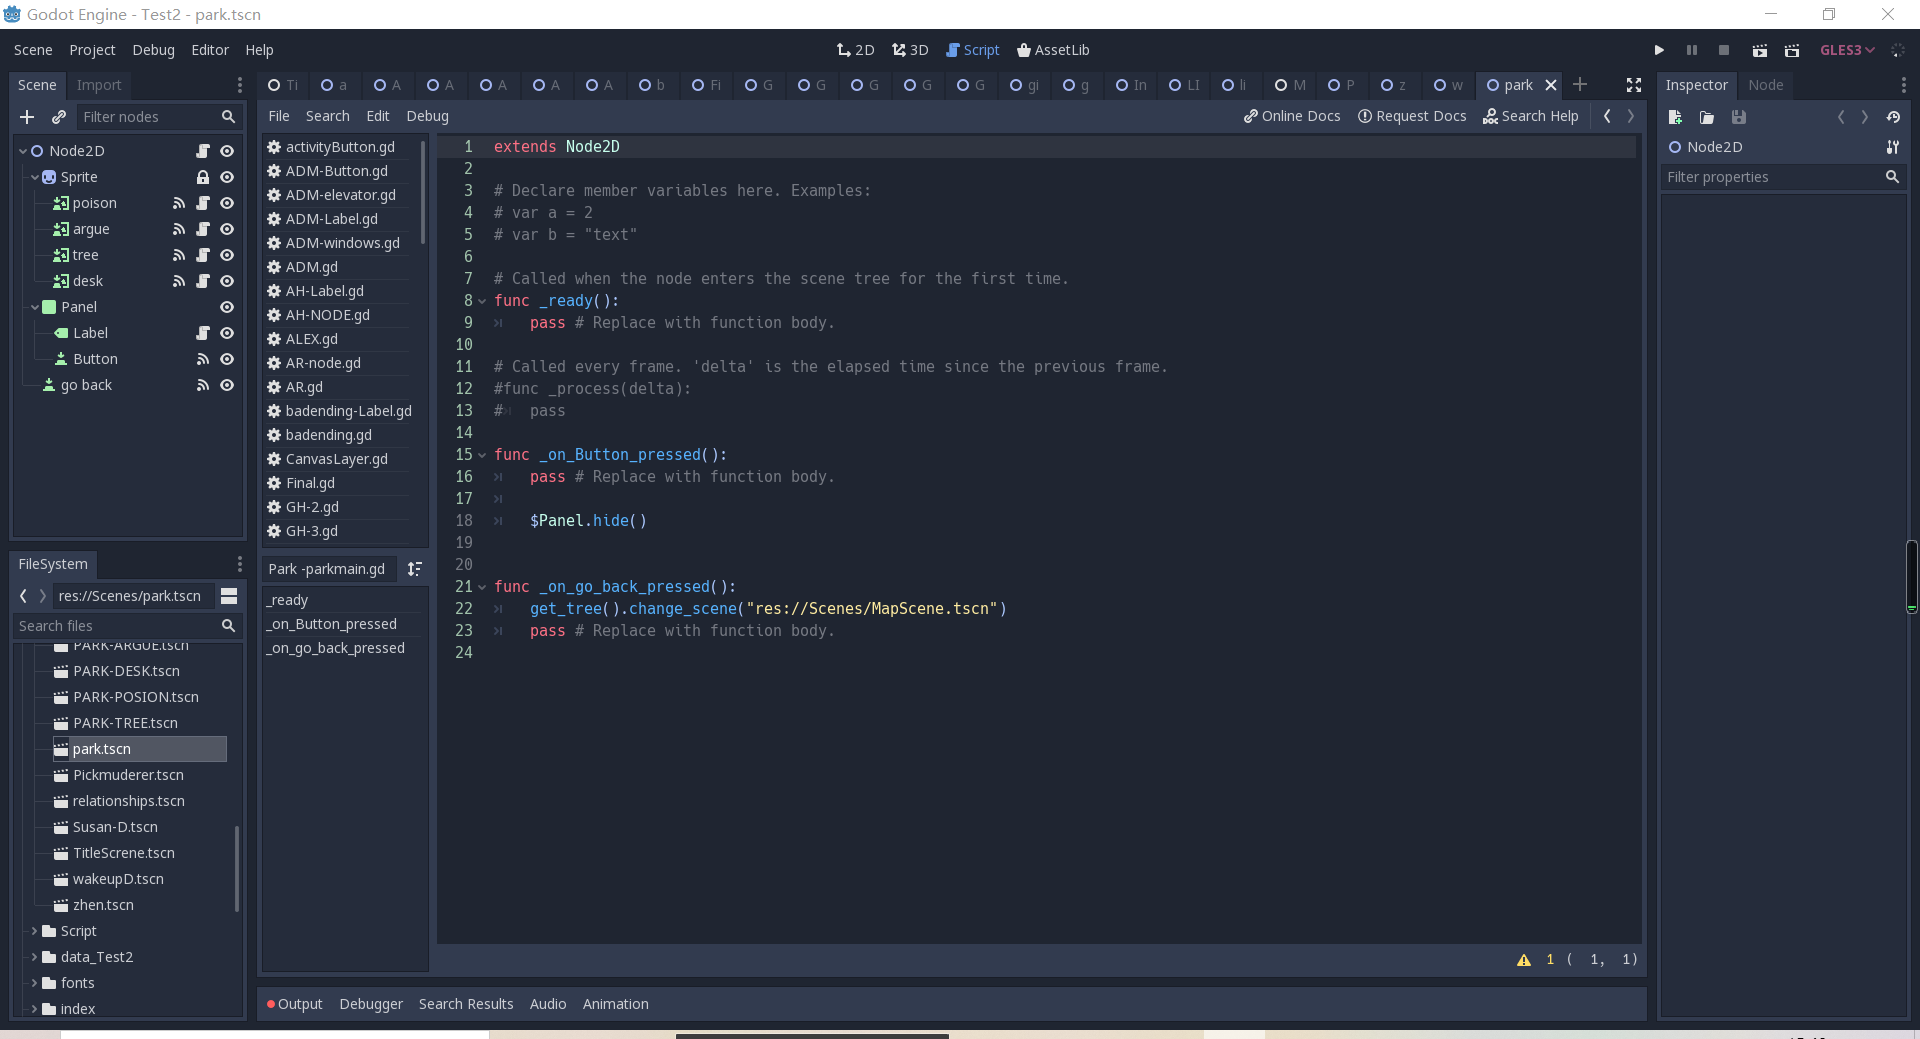 Godot Engine - Test2 - park.tscn
Scene Project Debug Editor Help
2D 3D Script AssetLib
GLES3
Scene Import
Filter nodes
Node2D
Sprite
poison
argue
tree
desk
Panel
Label
Button
go back
FileSystem
res://Scenes/park.tscn
Search files
PARK-ARGUE.tscn
PARK-DESK.tscn
PARK-POSION.tscn
PARK-TREE.tscn
park.tscn
Pickmuderer.tscn
relationships.tscn
Susan-D.tscn
TitleScrene.tscn
wakeupD.tscn
zhen.tscn
Script
data_Test2
fonts
index
Ti a A A A A A b Fi G G G G G gi g In LI li M P z w park
File Search Edit Debug
Online Docs Request Docs Search Help
activityButton.gd
ADM-Button.gd
ADM-elevator.gd
ADM-Label.gd
ADM-windows.gd
ADM.gd
AH-Label.gd
AH-NODE.gd
ALEX.gd
AR-node.gd
AR.gd
badending-Label.gd
badending.gd
CanvasLayer.gd
Final.gd
GH-2.gd
GH-3.gd
Park -parkmain.gd
_ready
_on_Button_pressed
_on_go_back_pressed
1 extends Node2D
2
3 # Declare member variables here. Examples:
4 # var a = 2
5 # var b = "text"
6
7 # Called when the node enters the scene tree for the first time.
8 func _ready():
9 pass # Replace with function body.
10
11 # Called every frame. 'delta' is the elapsed time since the previous frame.
12 #func _process(delta):
13 # pass
14
15 func _on_Button_pressed():
16 pass # Replace with function body.
17
18 $Panel.hide()
19
20
21 func _on_go_back_pressed():
22 get_tree().change_scene("res://Scenes/MapScene.tscn")
23 pass # Replace with function body.
24
1 ( 1, 1)
Output Debugger Search Results Audio Animation
Inspector Node
Node2D
Filter properties